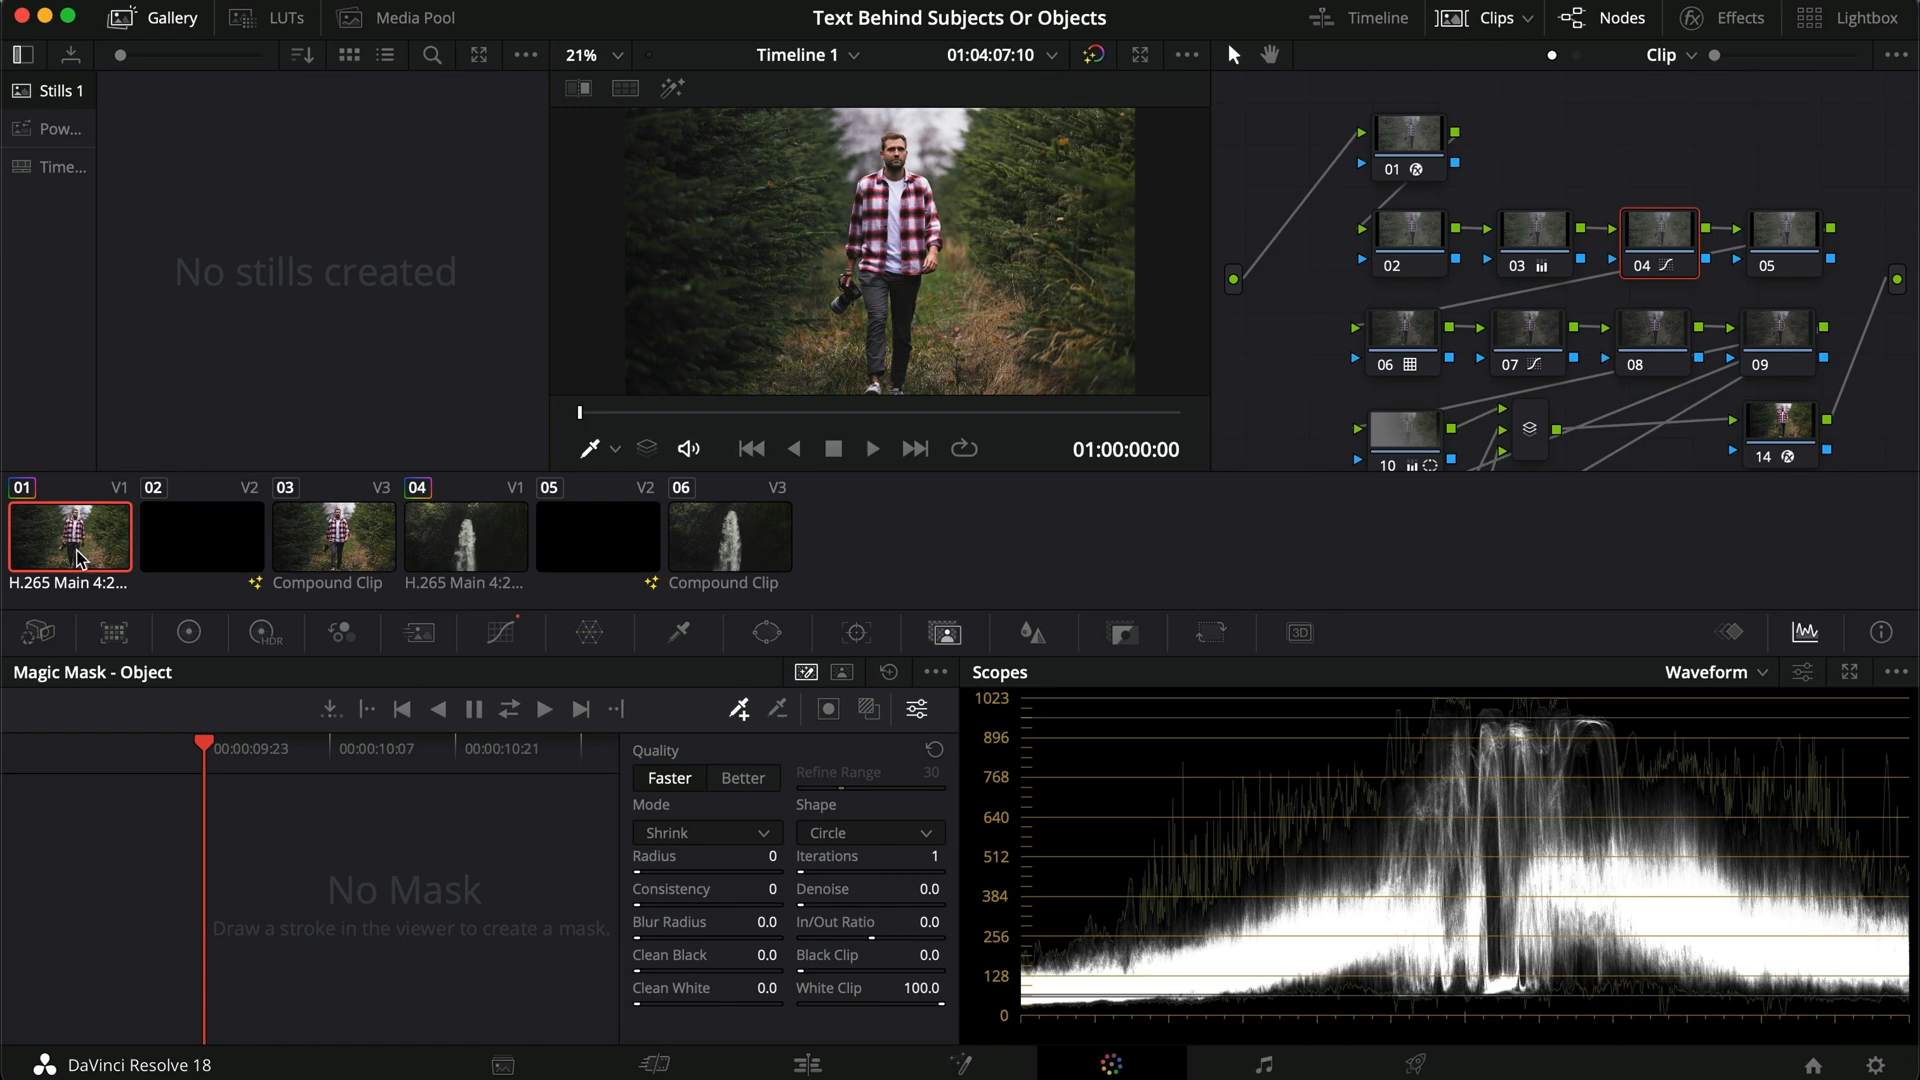 Gallery
LUTs
Media Pool
Text Behind Subjects Or Objects
Timeline
Clips
Nodes
Effects
Lightbox
21%
Timeline 1
01:04:07:10
Clip
Stills 1
Pow...
Time...
No stills created
01
02
03
04
05
06
07
08
09
10
14
01:00:00:00
01 V1
02 V2
03 V3
04 V1
05 V2
06 V3
H.265 Main 4:2...
Compound Clip
H.265 Main 4:2...
Compound Clip
HDR
3D
Magic Mask - Object
Scopes
Waveform
00:00:09:23
00:00:10:07
00:00:10:21
No Mask
Draw a stroke in the viewer to create a mask.
Quality
Faster
Better
Refine Range 30
Mode
Shape
Shrink
Circle
Radius 0
Iterations 1
Consistency 0
Denoise 0.0
Blur Radius 0.0
In/Out Ratio 0.0
Clean Black 0.0
Black Clip 0.0
Clean White 0.0
White Clip 100.0
1023
896
768
640
512
384
256
128
0
DaVinci Resolve 18